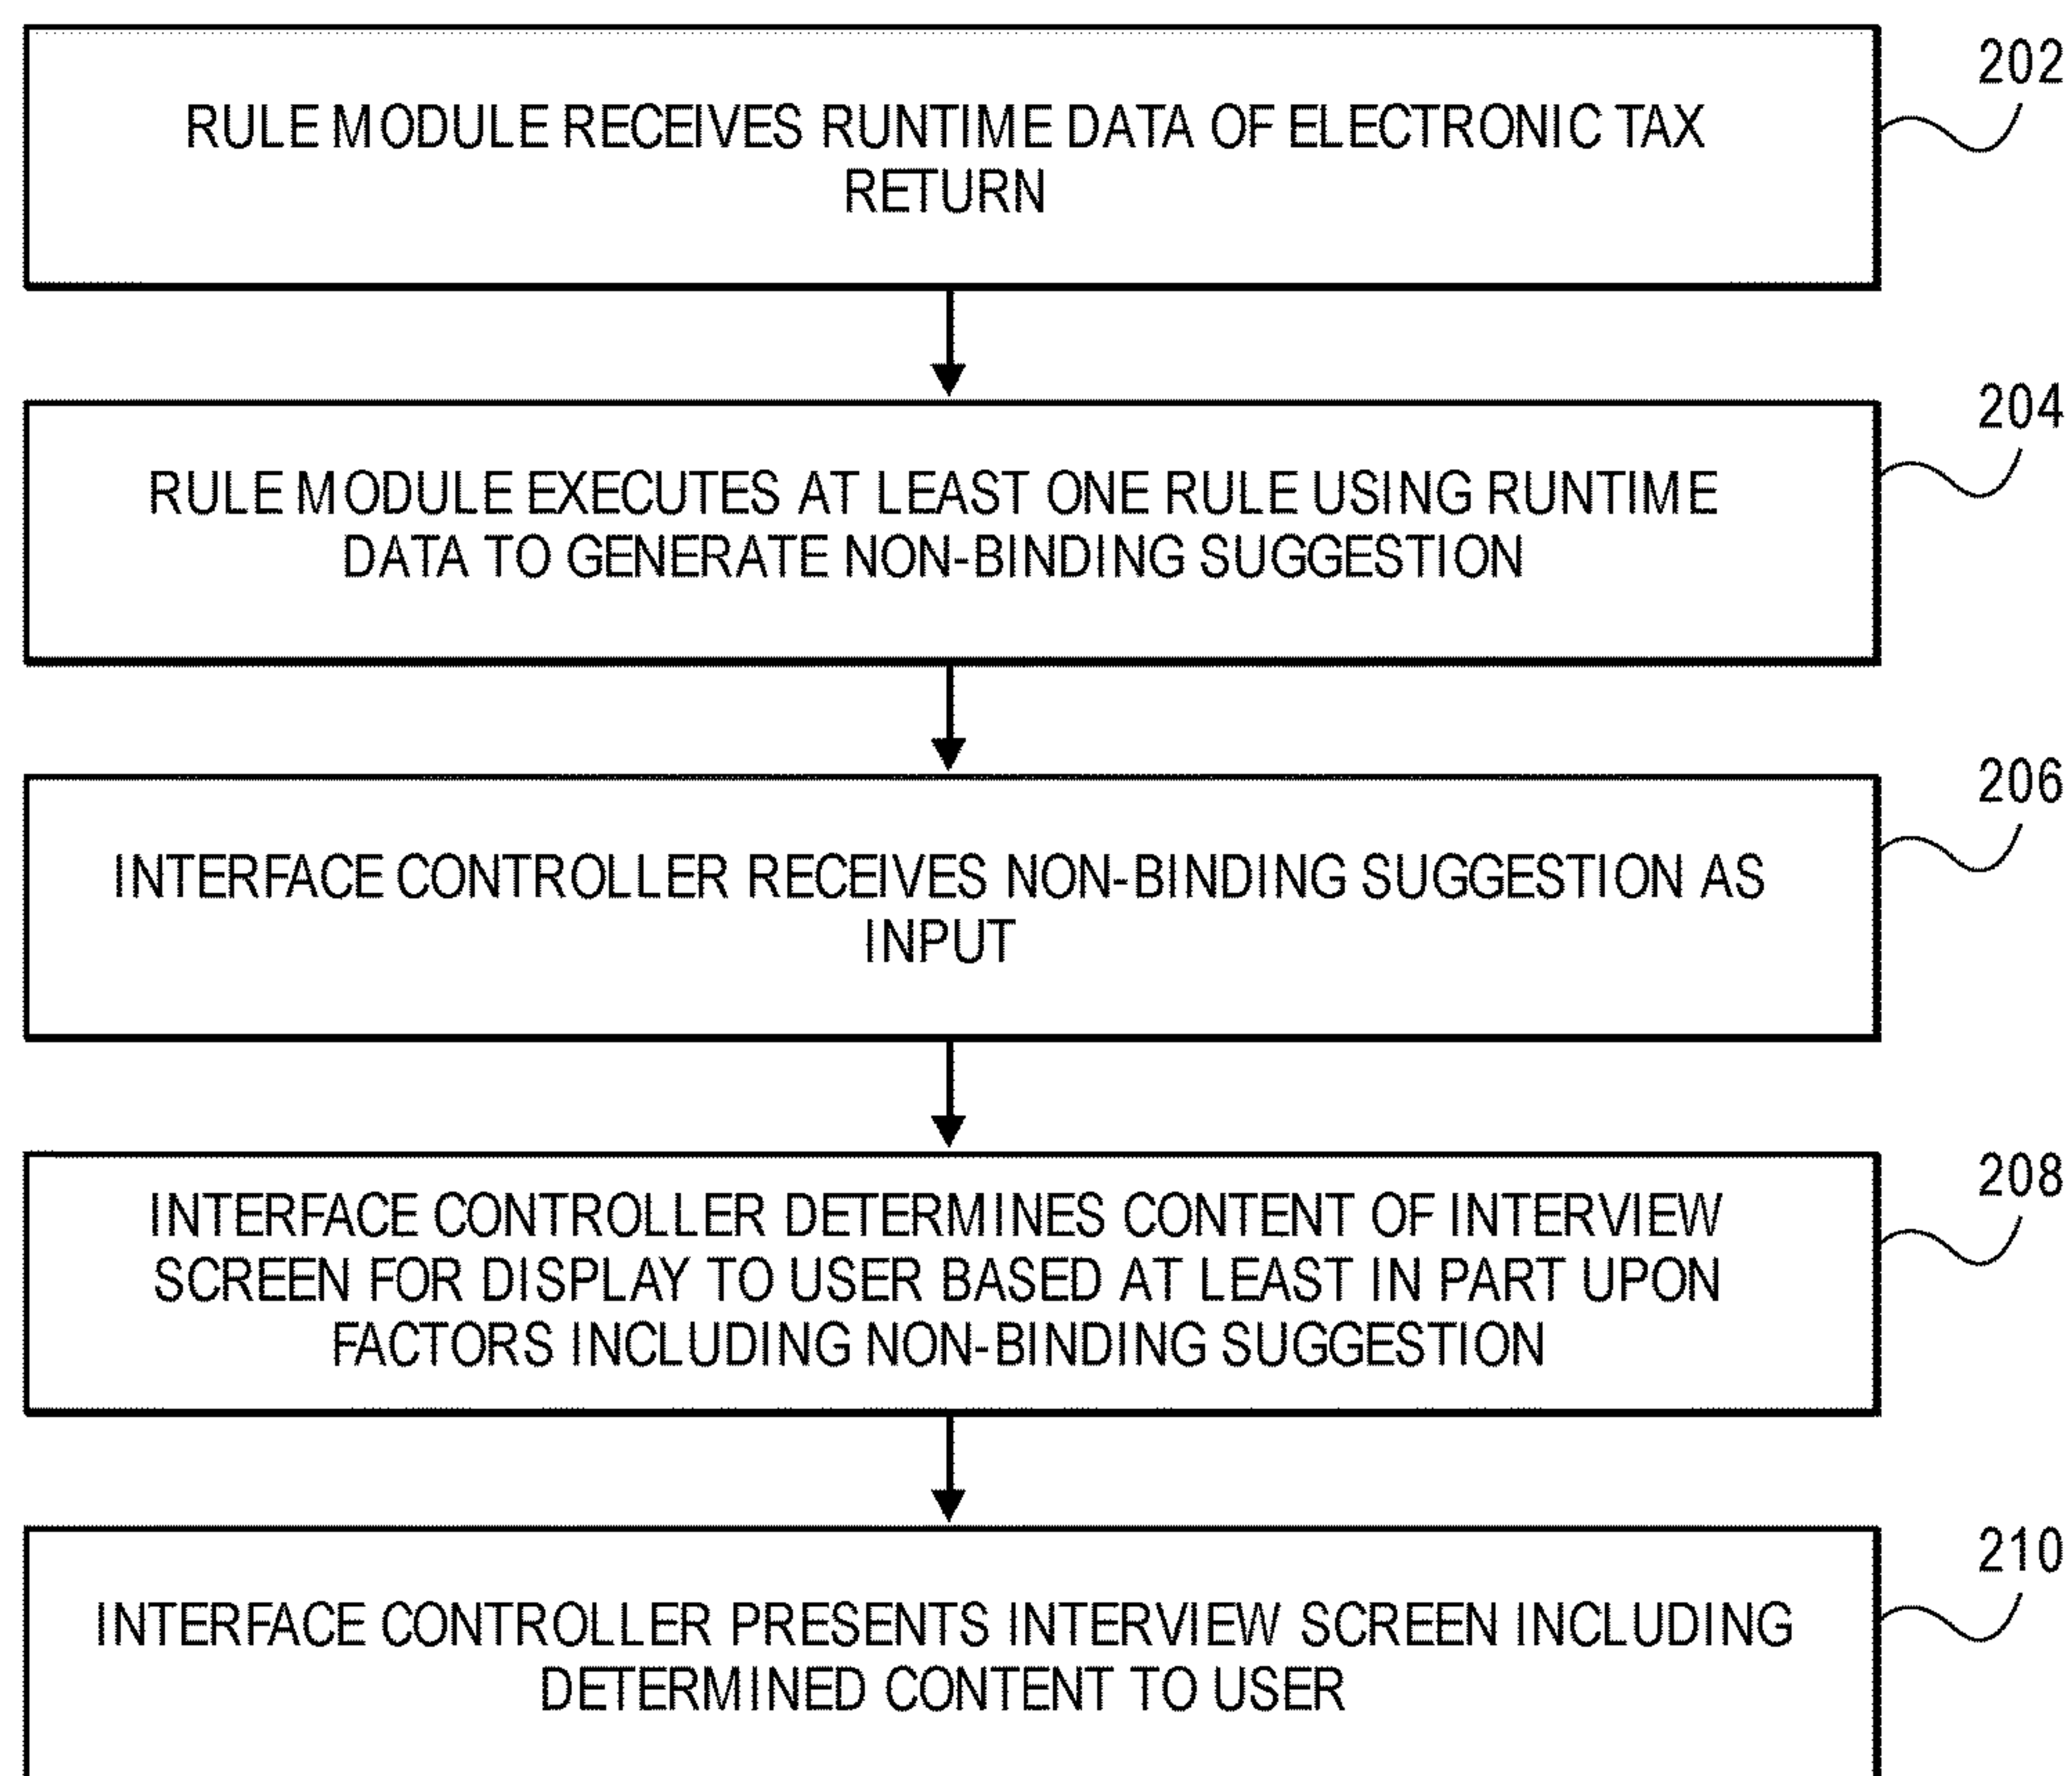 202
RULE MODULE RECEIVES RUNTIME DATA OF ELECTRONIC TAX
RETURN
204
RULE MODULE EXECUTES AT LEAST ONE RULE USING RUNTIME
DATA TO GENERATE NON-BINDING SUGGESTION
206
INTERFACE CONTROLLER RECEIVES NON-BINDING SUGGESTION AS
INPUT
208
INTERFACE CONTROLLER DETERMINES CONTENT OF INTERVIEW
SCREEN FOR DISPLAY TO USER BASED AT LEAST IN PART UPON
FACTORS INCLUDING NON-BINDING SUGGESTION
210
INTERFACE CONTROLLER PRESENTS INTERVIEW SCREEN INCLUDING
DETERMINED CONTENT TO USER